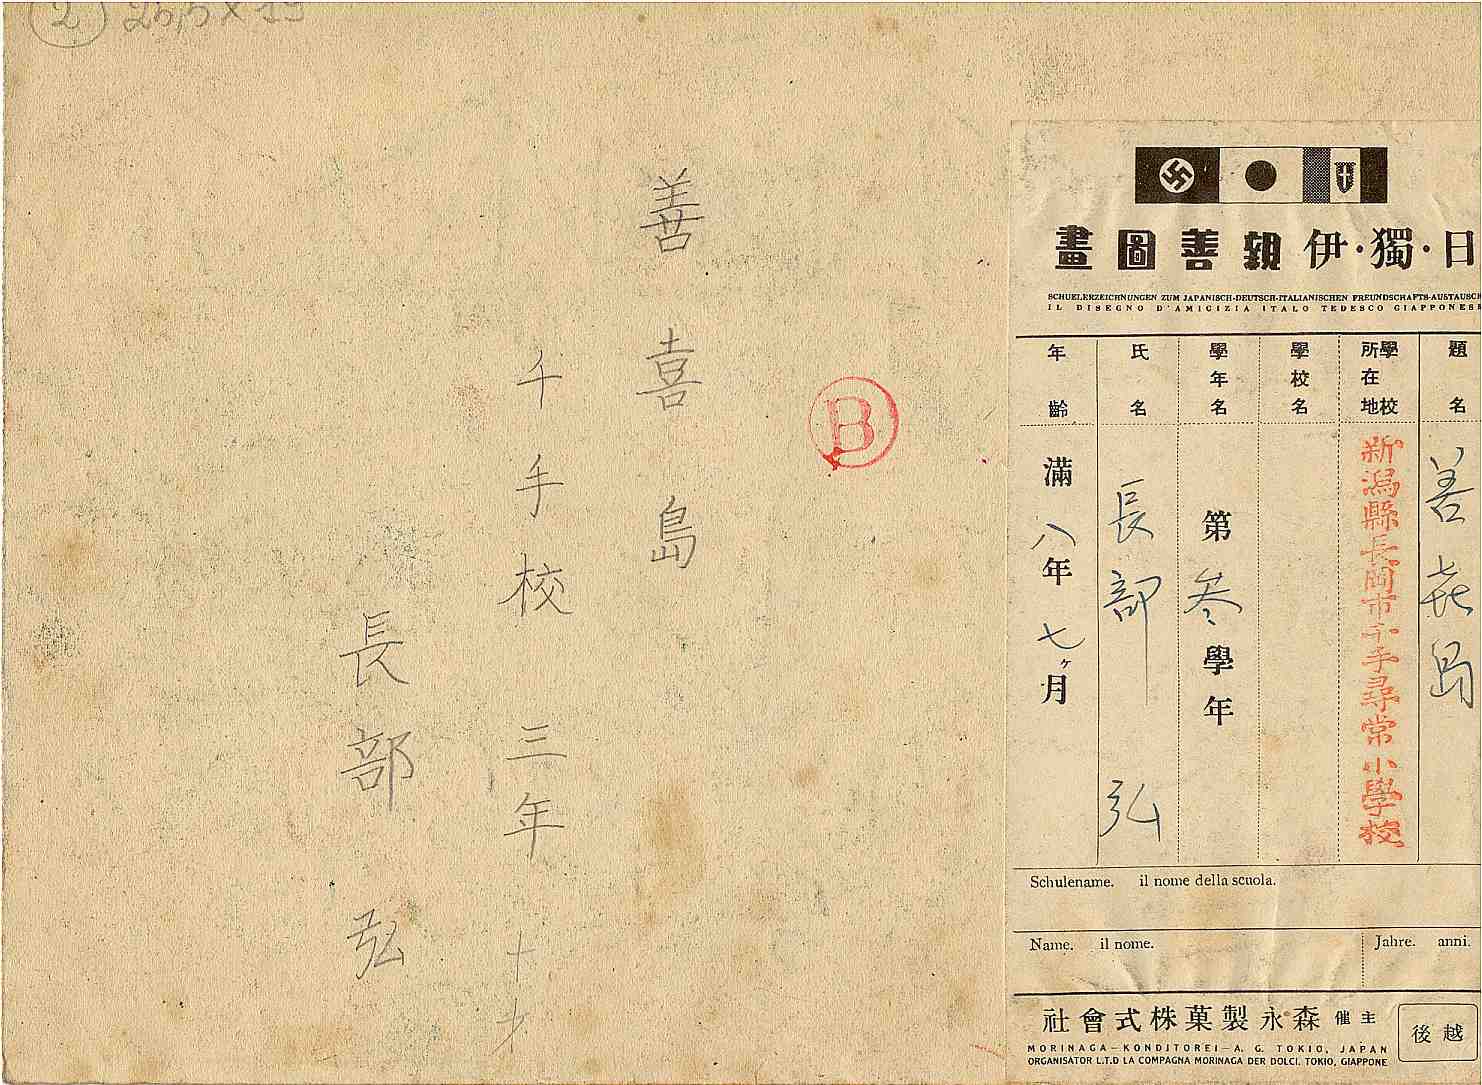 2 25,5 x 35
日・獨・伊親善圖畫
SCHUELERZEICHNUNGEN ZUM JAPANISCH-DEUTSCH-ITALIANISCHEN FREUNDSCHAFTS-AUSTAUSCH
IL DISEGNO D'AMICIZIA ITALO TEDESCO GIAPPONESE
題名
善㐂島
學校所在地
新潟縣長岡市千手尋常小學校
學校名
學年名
第叁學年
氏名
長部弘
年齡
滿八年七ヶ月
Schulename. il nome della scuola.
Name. il nome. Jahre. anni.
主催 森永製菓株式會社
越後
MORINAGA—KONDITOREI—A. G. TOKIO, JAPAN
ORGANISATOR L.T.D LA COMPAGNA MORINAGA DER DOLCI. TOKIO, GIAPPONE
B
善喜島
千手校三年 十才
長部弘